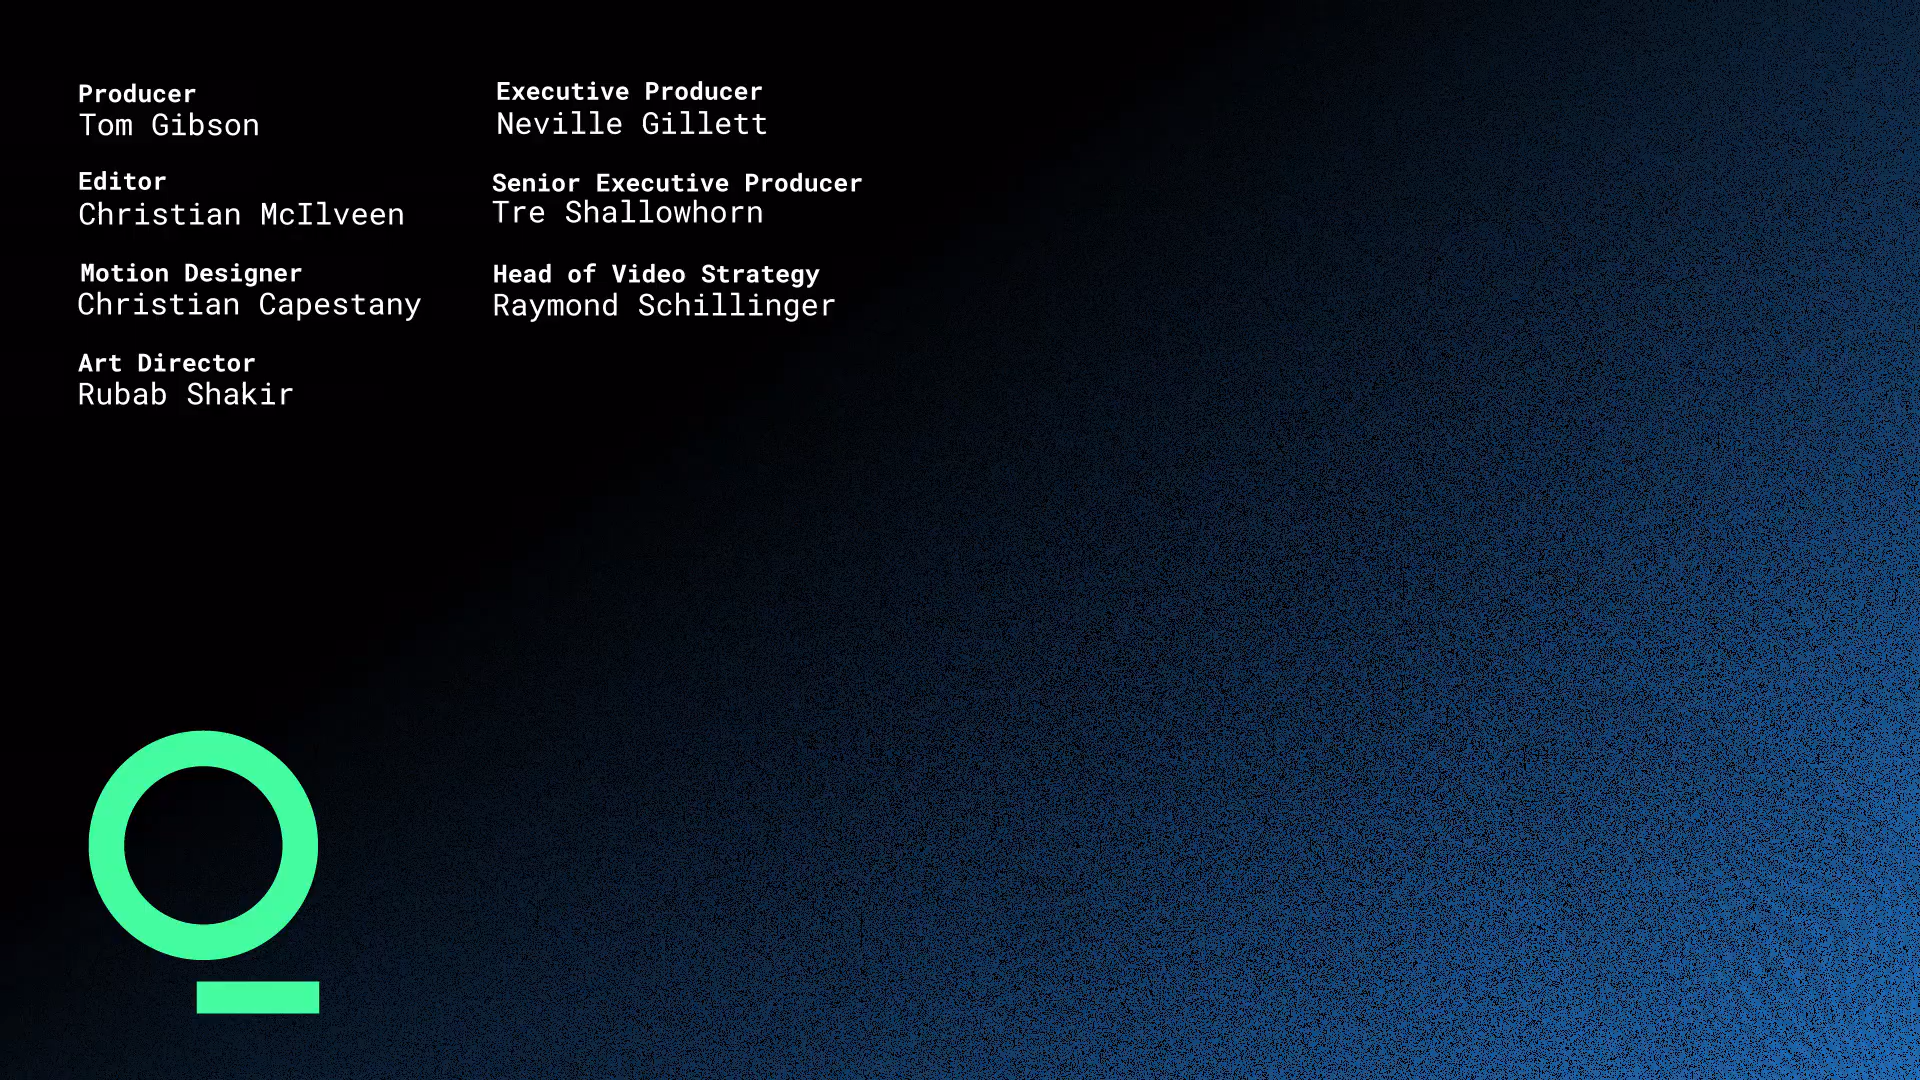 Producer
Tom Gibson
Editor
Christian McIlveen
Motion Designer
Christian Capestany
Art Director
Rubab Shakir
Executive Producer
Neville Gillett
Senior Executive Producer
Tre Shallowhorn
Head of Video Strategy
Raymond Schillinger